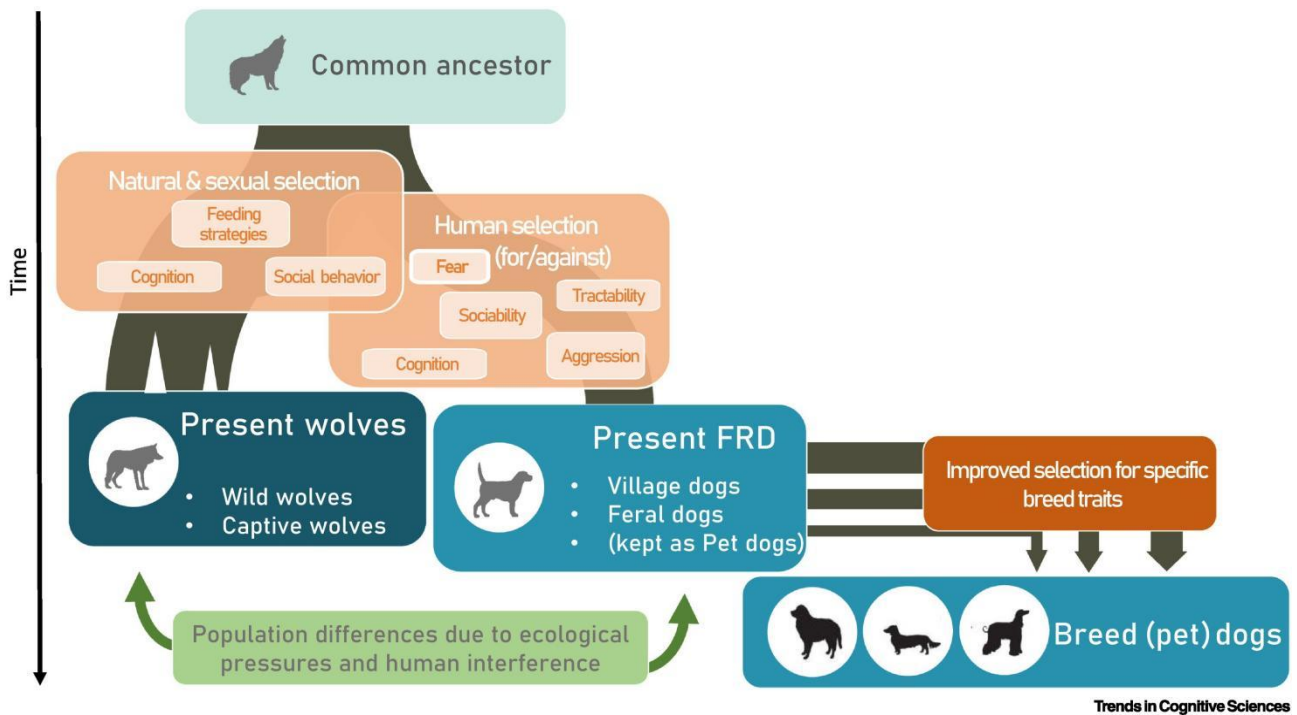 Time
Common ancestor
Natural & sexual selection
Feeding
strategies
Cognition
Social behavior
Human selection
(for/against)
Fear
Tractability
Sociability
Aggression
Cognition
Present wolves
• Wild wolves
• Captive wolves
Present FRD
• Village dogs
• Feral dogs
• (kept as Pet dogs)
Improved selection for specific
breed traits
Breed (pet) dogs
Population differences due to ecological
pressures and human interference
Trends in Cognitive Sciences